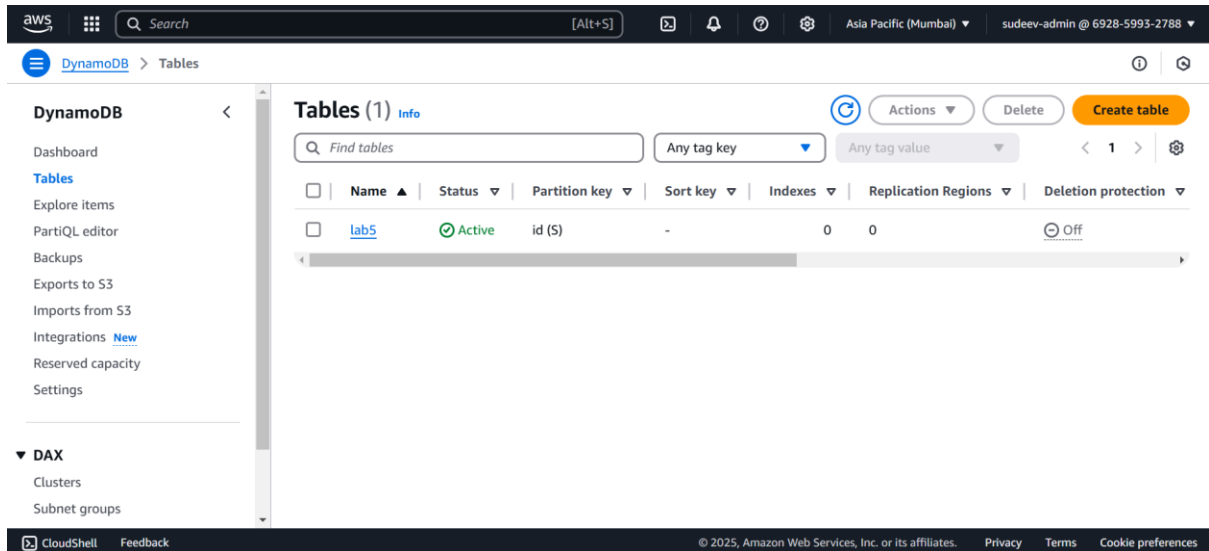 aws Search [Alt+S] Asia Pacific (Mumbai) ▼ sudeev-admin @ 6928-5993-2788 ▼
DynamoDB > Tables
DynamoDB
Dashboard
Tables
Explore items
PartiQL editor
Backups
Exports to S3
Imports from S3
Integrations New
Reserved capacity
Settings
▼ DAX
Clusters
Subnet groups
Tables (1) Info Actions ▼ Delete Create table
Find tables Any tag key ▼ Any tag value ▼ < 1 >
Name ▲ Status ▽ Partition key ▽ Sort key ▽ Indexes ▽ Replication Regions ▽ Deletion protection ▽
lab5 Active id (S) - 0 0 Off
CloudShell Feedback © 2025, Amazon Web Services, Inc. or its affiliates. Privacy Terms Cookie preferences